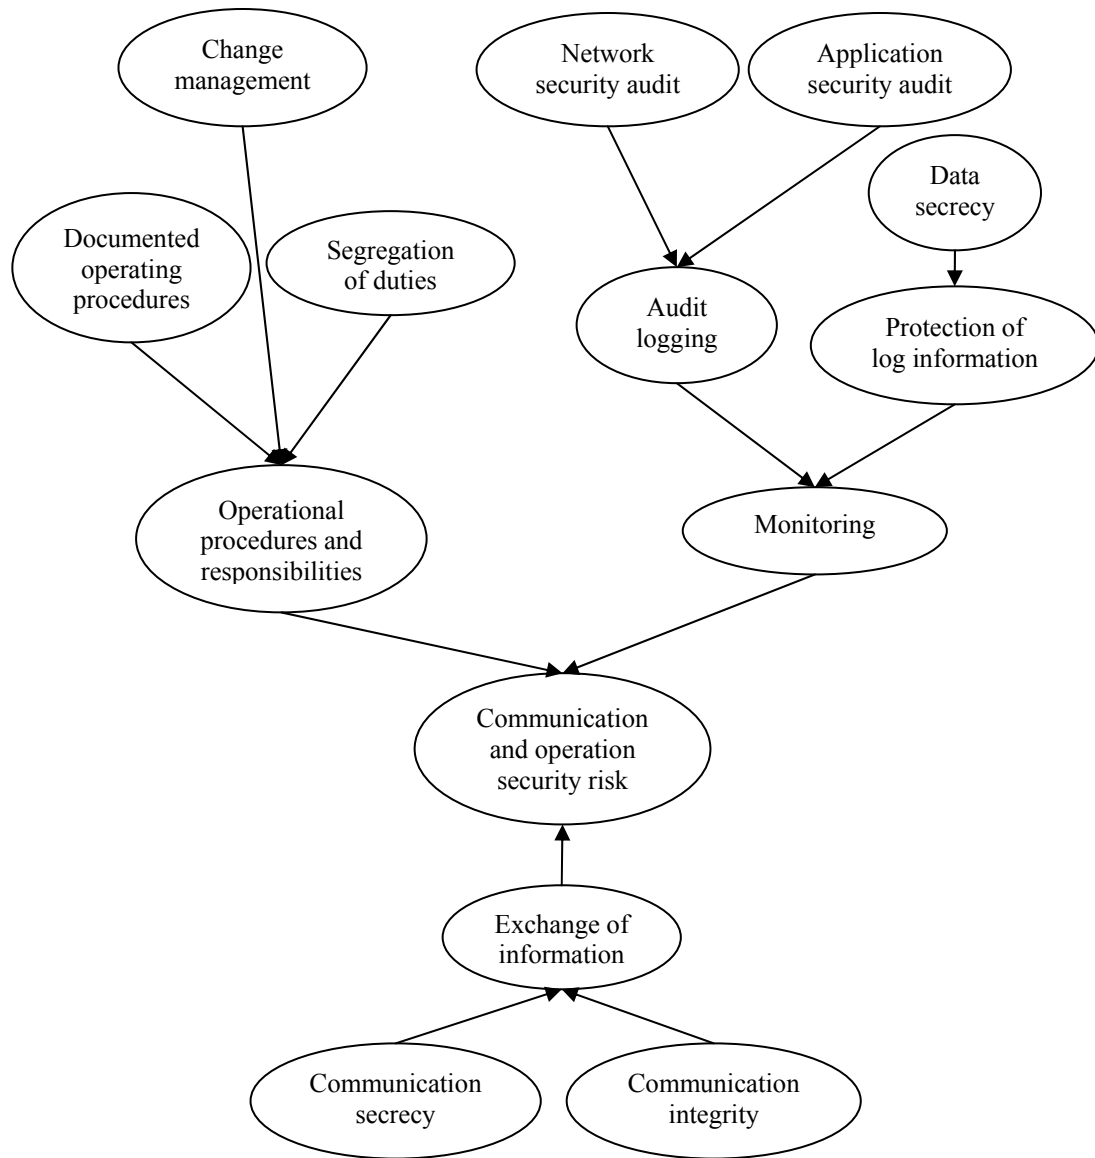 Change
management
Network
security audit
Application
security audit
Data
secrecy
Documented
operating
procedures
Segregation
of duties
Audit
logging
Protection of
log information
Operational
procedures and
responsibilities
Monitoring
Communication
and operation
security risk
Exchange of
information
Communication
secrecy
Communication
integrity